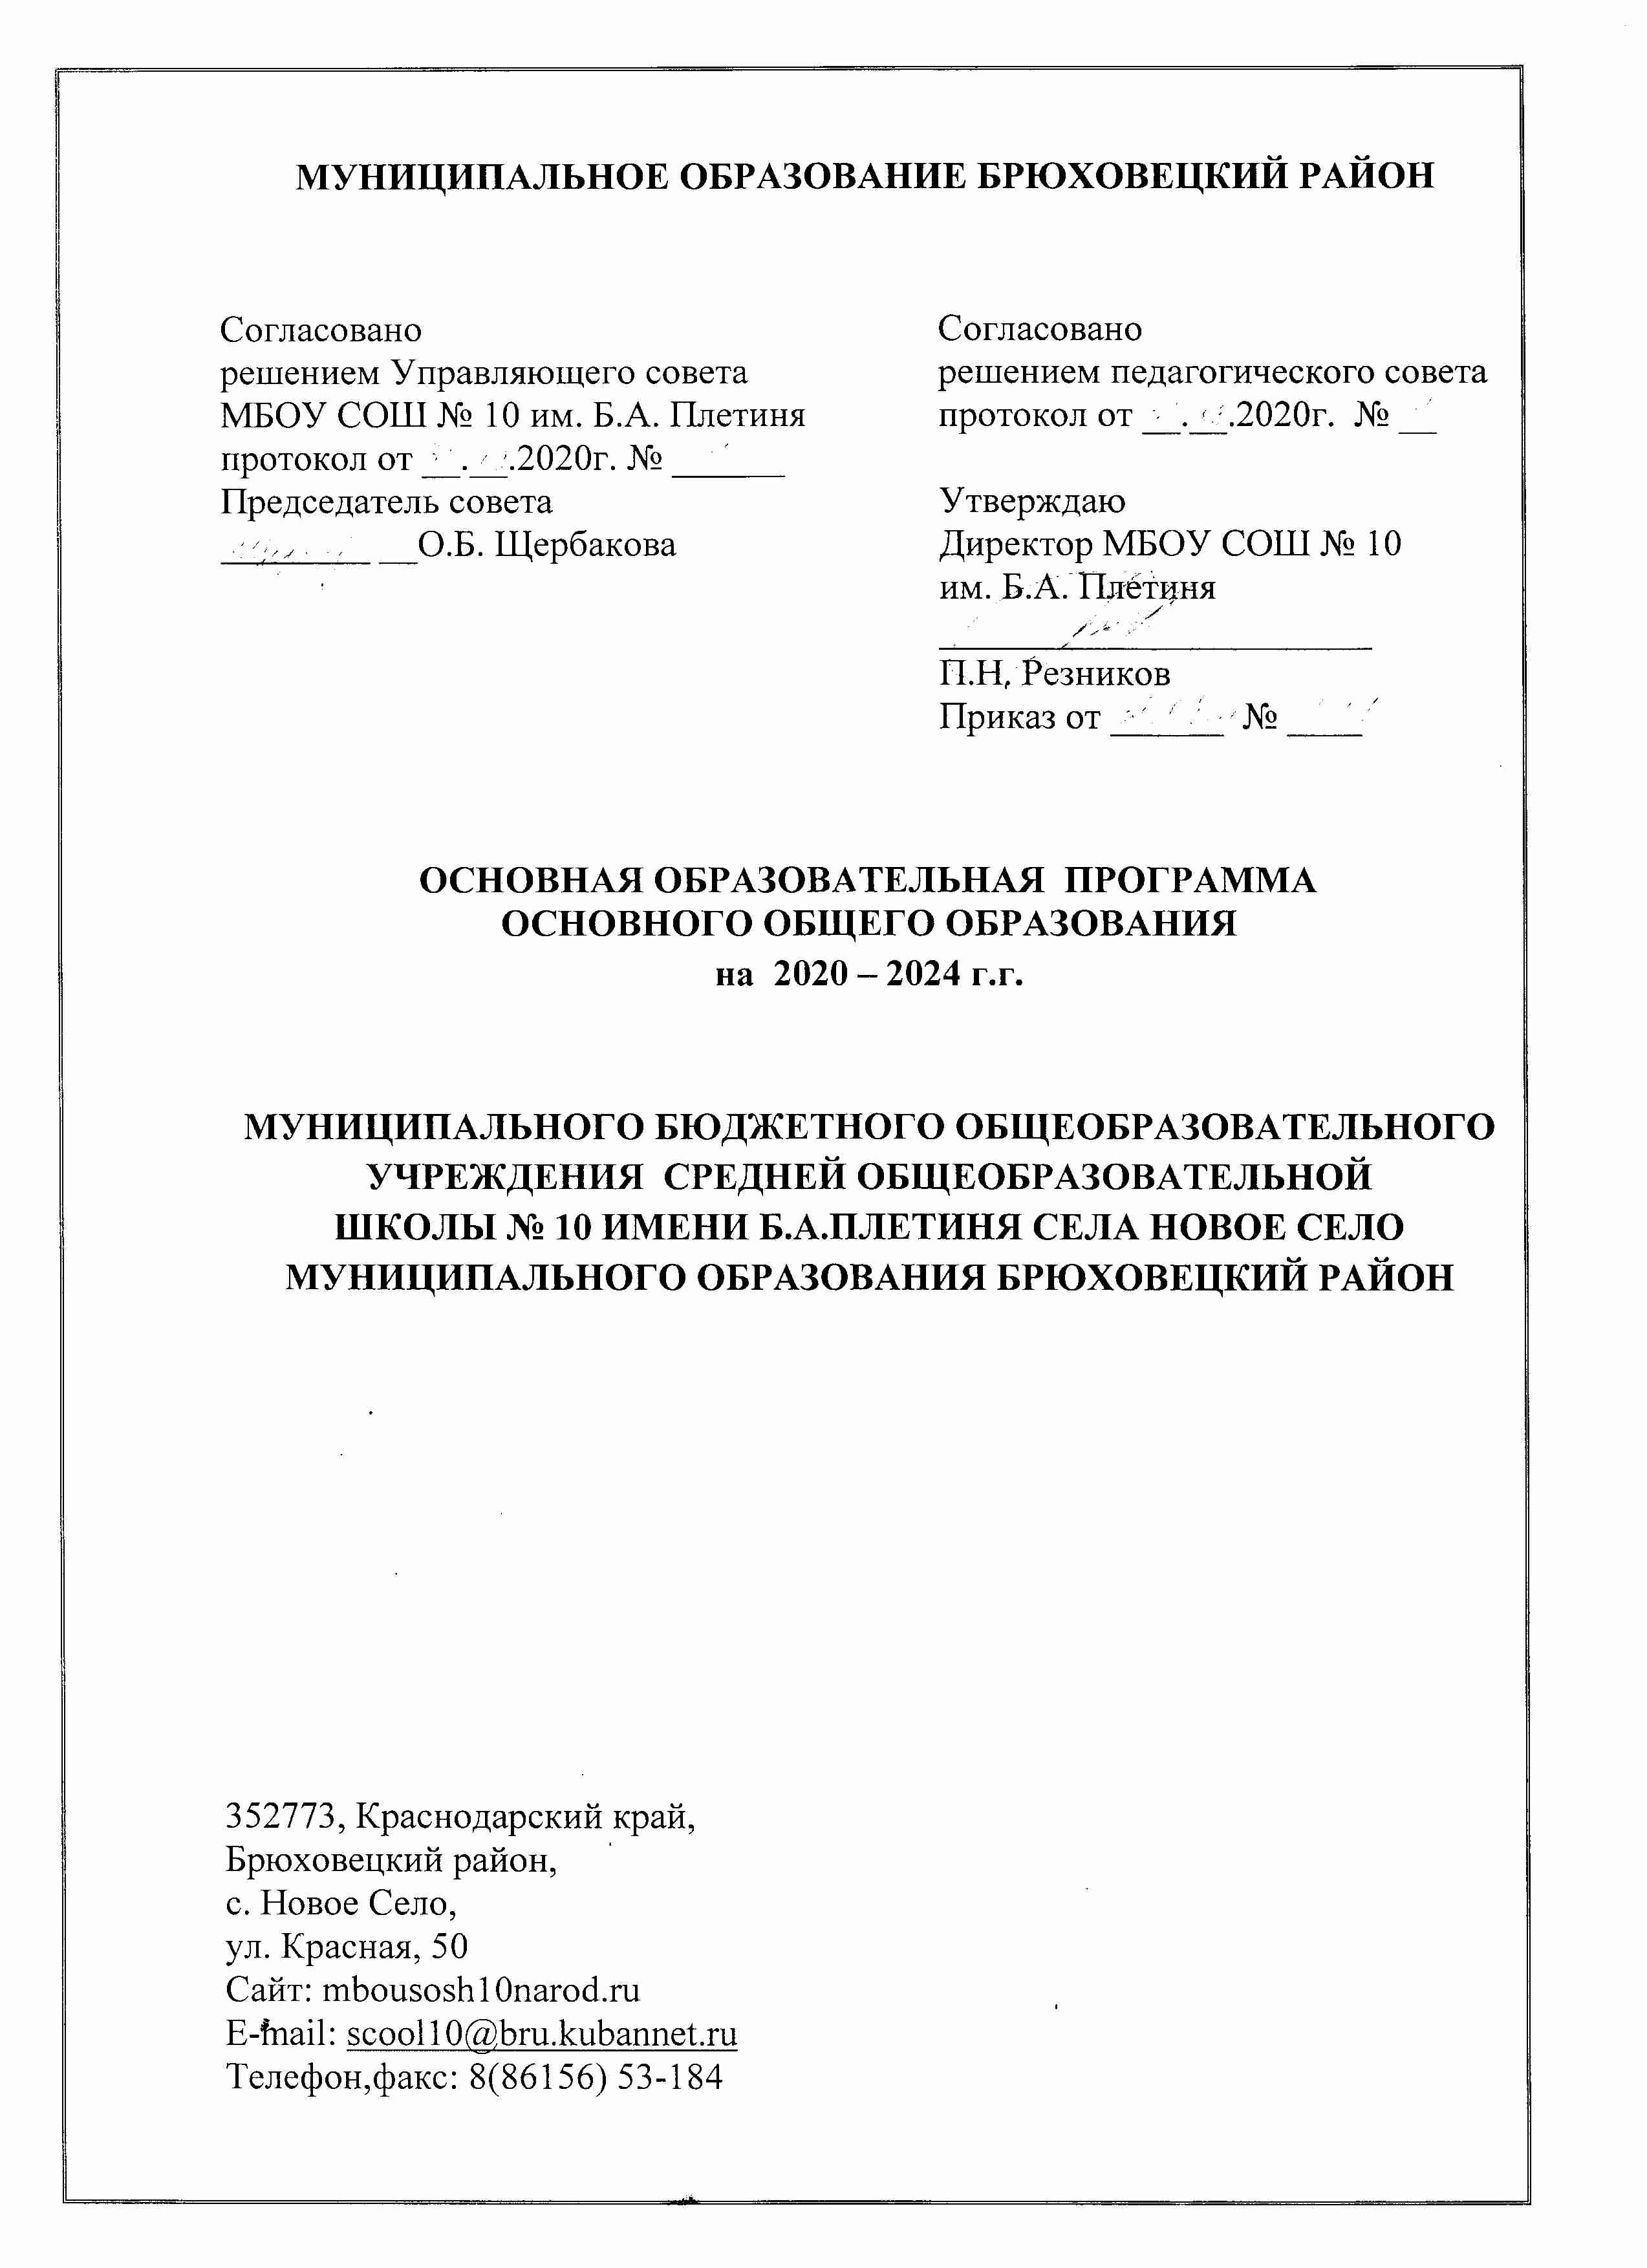 МУНИЦИПАЛЬНОЕ ОБРАЗОВАНИЕ БРЮХОВЕЦКИЙ РАЙОН
Согласовано
решением Управляющего совета
МБОУ СОШ № 10 им. Б.А. Плетиня
протокол от __.__.2020г. № ______
Председатель совета
________ __О.Б. Щербакова
Согласовано
решением педагогического совета
протокол от __.__.2020г. № __
Утверждаю
Директор МБОУ СОШ № 10
им. Б.А. Плетиня
П.Н. Резников
Приказ от ______ № ____
ОСНОВНАЯ ОБРАЗОВАТЕЛЬНАЯ ПРОГРАММА
ОСНОВНОГО ОБЩЕГО ОБРАЗОВАНИЯ
на 2020 – 2024 г.г.
МУНИЦИПАЛЬНОГО БЮДЖЕТНОГО ОБЩЕОБРАЗОВАТЕЛЬНОГО
УЧРЕЖДЕНИЯ СРЕДНЕЙ ОБЩЕОБРАЗОВАТЕЛЬНОЙ
ШКОЛЫ № 10 ИМЕНИ Б.А.ПЛЕТИНЯ СЕЛА НОВОЕ СЕЛО
МУНИЦИПАЛЬНОГО ОБРАЗОВАНИЯ БРЮХОВЕЦКИЙ РАЙОН
352773, Краснодарский край,
Брюховецкий район,
с. Новое Село,
ул. Красная, 50
Сайт: mbousosh10narod.ru
E-mail: scool10@bru.kubannet.ru
Телефон,факс: 8(86156) 53-184